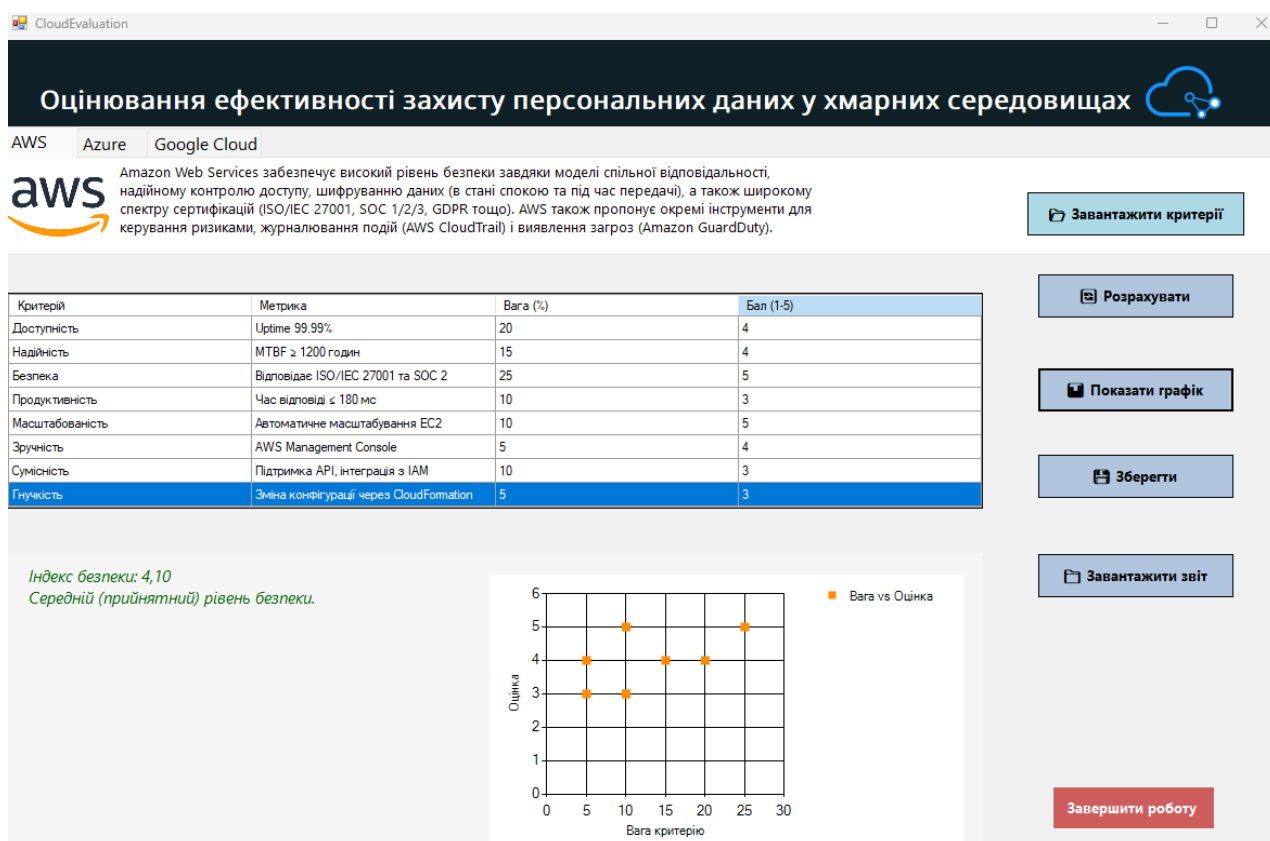 CloudEvaluation
Оцінювання ефективності захисту персональних даних у хмарних середовищах
AWS Azure Google Cloud
aws
Amazon Web Services забезпечує високий рівень безпеки завдяки моделі спільної відповідальності,
надійному контролю доступу, шифруванню даних (в стані спокою та під час передачі), а також широкому
спектру сертифікацій (ISO/IEC 27001, SOC 1/2/3, GDPR тощо). AWS також пропонує окремі інструменти для
керування ризиками, журналювання подій (AWS CloudTrail) і виявлення загроз (Amazon GuardDuty).
Завантажити критерії
Розрахувати
Критерій Метрика Вага (%) Бал (1-5)
Доступність Uptime 99.99% 20 4
Надійність MTBF ≥ 1200 годин 15 4
Безпека Відповідає ISO/IEC 27001 та SOC 2 25 5
Продуктивність Час відповіді ≤ 180 мс 10 3
Масштабованість Автоматичне масштабування EC2 10 5
Зручність AWS Management Console 5 4
Сумісність Підтримка API, інтеграція з IAM 10 3
Гнучкість Зміна конфігурації через CloudFormation 5 3
Показати графік
Зберегти
Завантажити звіт
Індекс безпеки: 4,10
Середній (прийнятний) рівень безпеки.
Вага vs Оцінка
6
5
4
3
2
1
0
Оцінка
0 5 10 15 20 25 30
Вага критерію
Завершити роботу